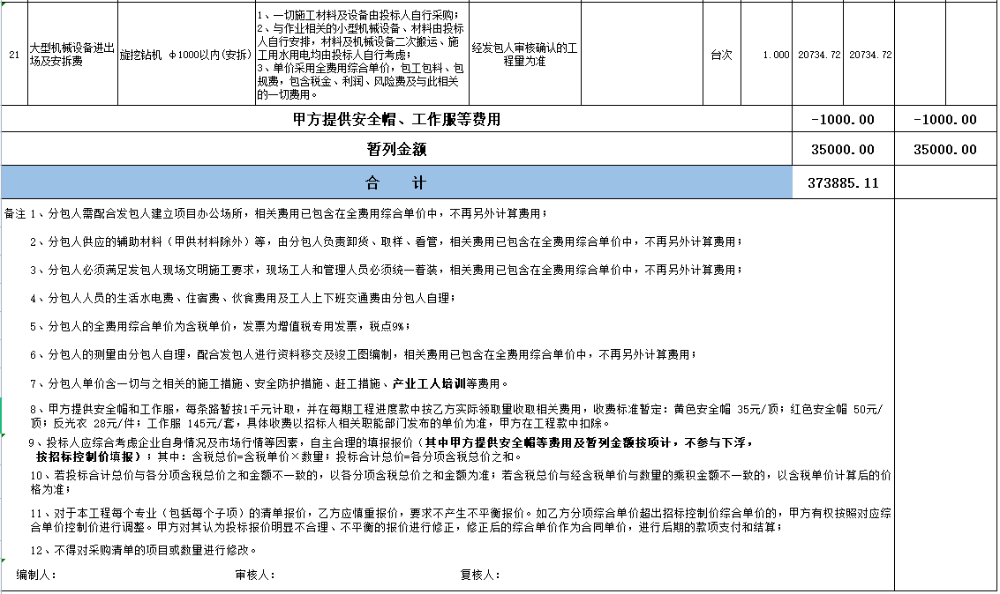 21
大型机械设备进出
场及安拆费
旋挖钻机 φ1000以内(安拆)
1、一切施工材料及设备由投标人自行采购；
2、与作业相关的小型机械设备、材料由投标
人自行安排，材料及机械设备二次搬运、施
工用水用电均由投标人自行考虑；
3、单价采用全费用综合单价，包工包料、包
规费，包含税金、利润、风险费及与此相关
的一切费用。
经发包人审核确认的工
程量为准
台次
1.000
20734.72
20734.72
甲方提供安全帽、工作服等费用
-1000.00
-1000.00
暂列金额
35000.00
35000.00
合 计
373885.11
备注 1、分包人需配合发包人建立项目办公场所，相关费用已包含在全费用综合单价中，不再另外计算费用；
2、分包人供应的辅助材料（甲供材料除外）等，由分包人负责卸货、取样、看管，相关费用已包含在全费用综合单价中，不再另外计算费用；
3、分包人必须满足发包人现场文明施工要求，现场工人和管理人员必须统一着装，相关费用已包含在全费用综合单价中，不再另外计算费用；
4、分包人人员的生活水电费、住宿费、伙食费用及工人上下班交通费由分包人自理；
5、分包人的全费用综合单价为含税单价，发票为增值税专用发票，税点9%；
6、分包人的测量由分包人自理，配合发包人进行资料移交及竣工图编制，相关费用已包含在全费用综合单价中，不再另外计算费用；
7、分包人单价含一切与之相关的施工措施、安全防护措施、赶工措施、产业工人培训等费用。
8、甲方提供安全帽和工作服，每条路暂按1千元计取，并在每期工程进度款中按乙方实际领取量收取相关费用，收费标准暂定：黄色安全帽 35元/顶；红色安全帽 50元/
顶；反光衣 28元/件；工作服 145元/套，具体收费以招标人相关职能部门发布的单价为准，甲方在工程款中扣除。
9、投标人应综合考虑企业自身情况及市场行情等因素，自主合理的填报报价（其中甲方提供安全帽等费用及暂列金额按项计，不参与下浮，
按招标控制价填报）；其中：含税总价=含税单价×数量；投标合计总价=各分项含税总价之和。
10、若投标合计总价与各分项含税总价之和金额不一致的，以各分项含税总价之和金额为准；若含税总价与经含税单价与数量的乘积金额不一致的，以含税单价计算后的价
格为准；
11、对于本工程每个专业（包括每个子项）的清单报价，乙方应慎重报价，要求不产生不平衡报价。如乙方分项综合单价超出招标控制价综合单价的，甲方有权按照对应综
合单价控制价进行调整。甲方对其认为投标报价明显不合理、不平衡的报价进行修正，修正后的综合单价作为合同单价，进行后期的款项支付和结算；
12、不得对采购清单的项目或数量进行修改。
编制人：
审核人：
复核人：